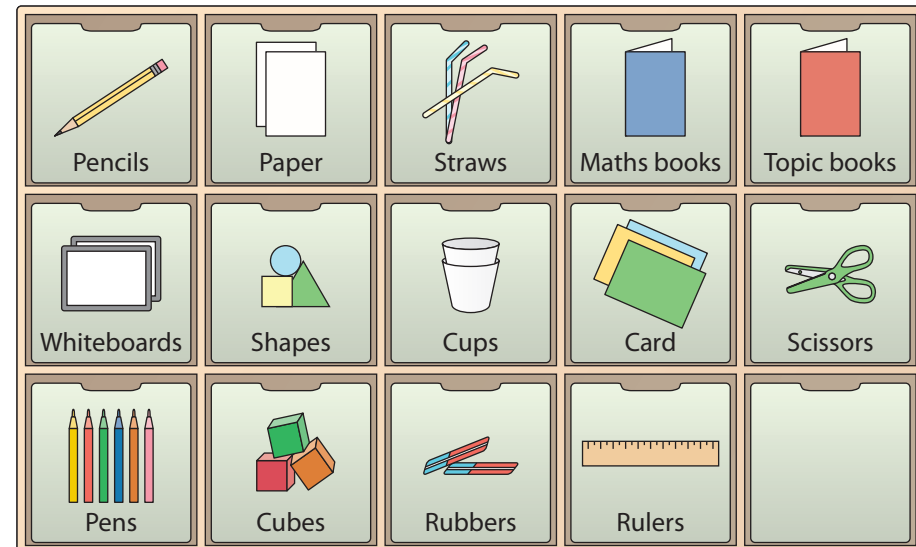 Pencils
Paper
Straws
Maths books
Topic books
Whiteboards
Shapes
Cups
Card
Scissors
Pens
Cubes
Rubbers
Rulers